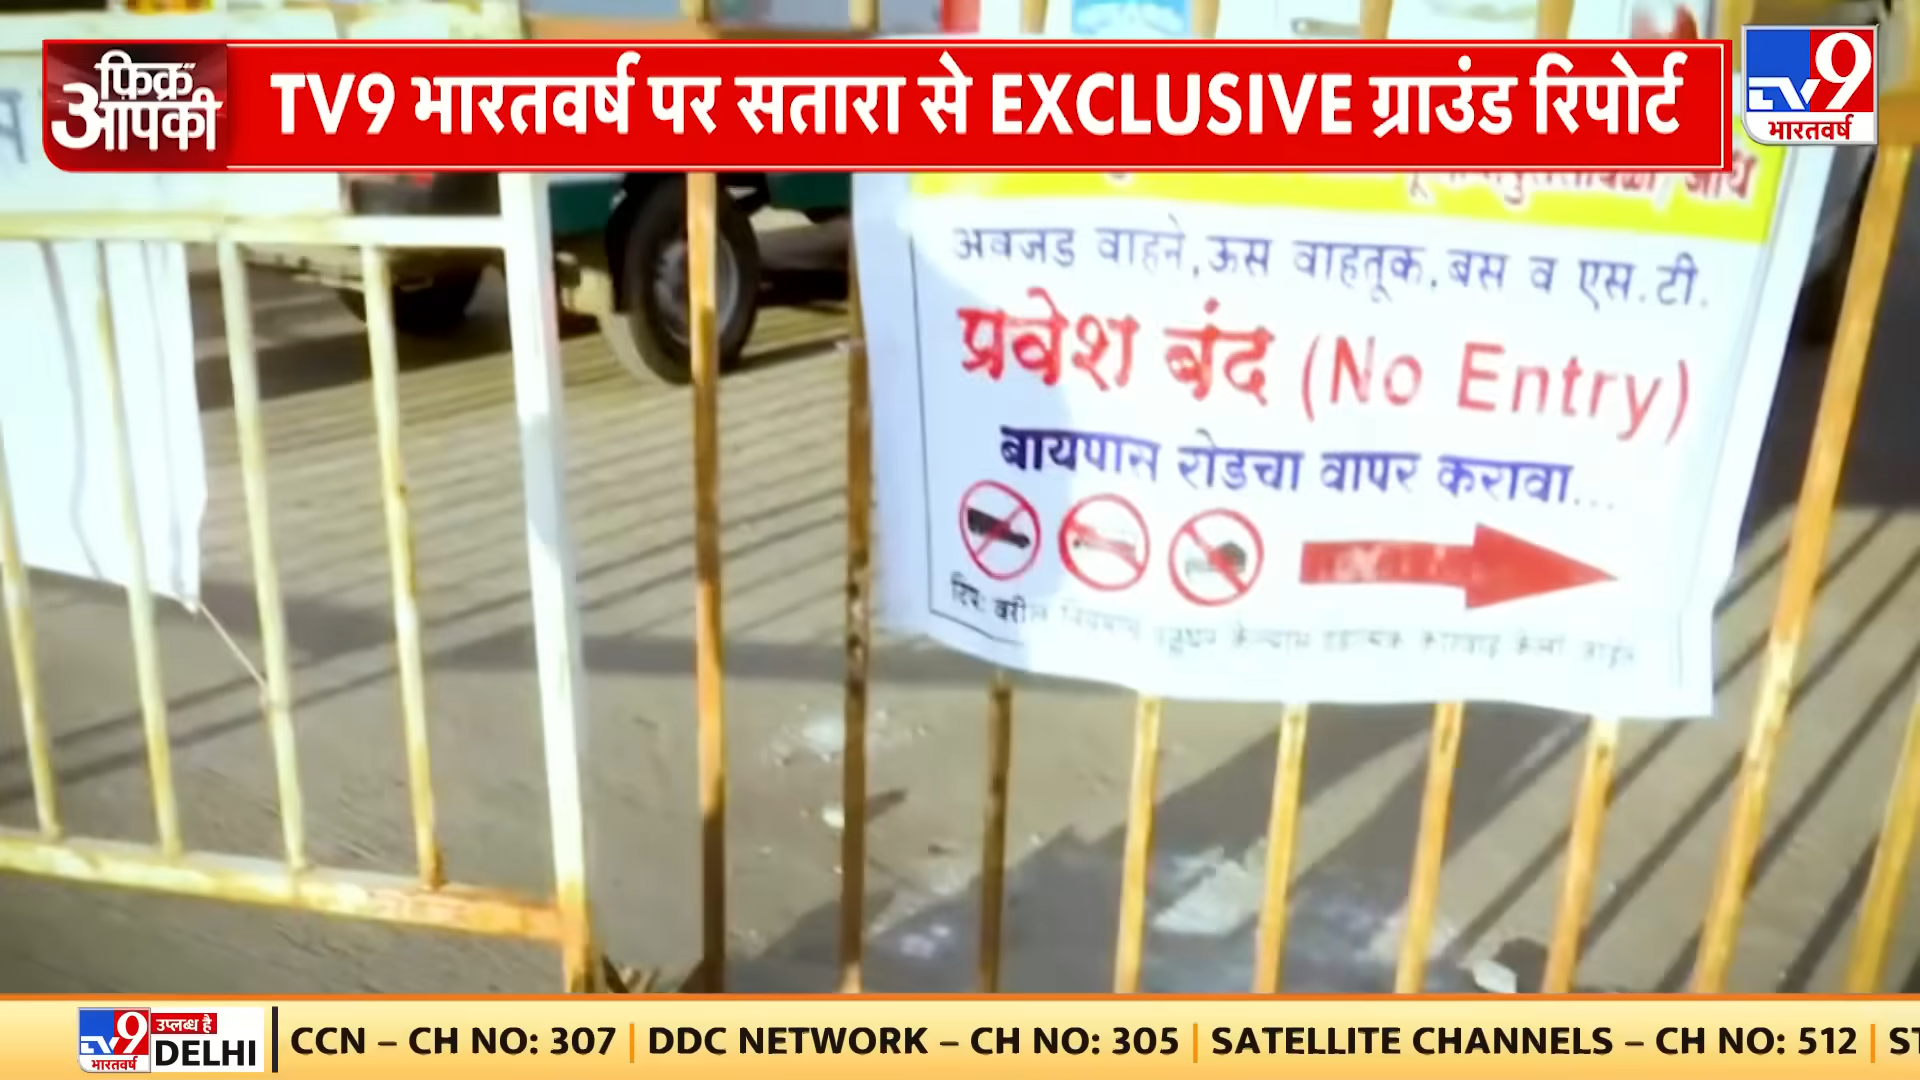 फ़िक्र आपकी
TV9 भारतवर्ष पर सतारा से EXCLUSIVE ग्राउंड रिपोर्ट
TV9
भारतवर्ष
अवजड वाहने, ऊस वाहतूक, बस व एस.टी.
प्रवेश बंद (No Entry)
बायपास रोडचा वापर करावा...
टिप: वरील
TV9 भारतवर्ष उपलब्ध है DELHI
CCN – CH NO: 307 | DDC NETWORK – CH NO: 305 | SATELLITE CHANNELS – CH NO: 512 |